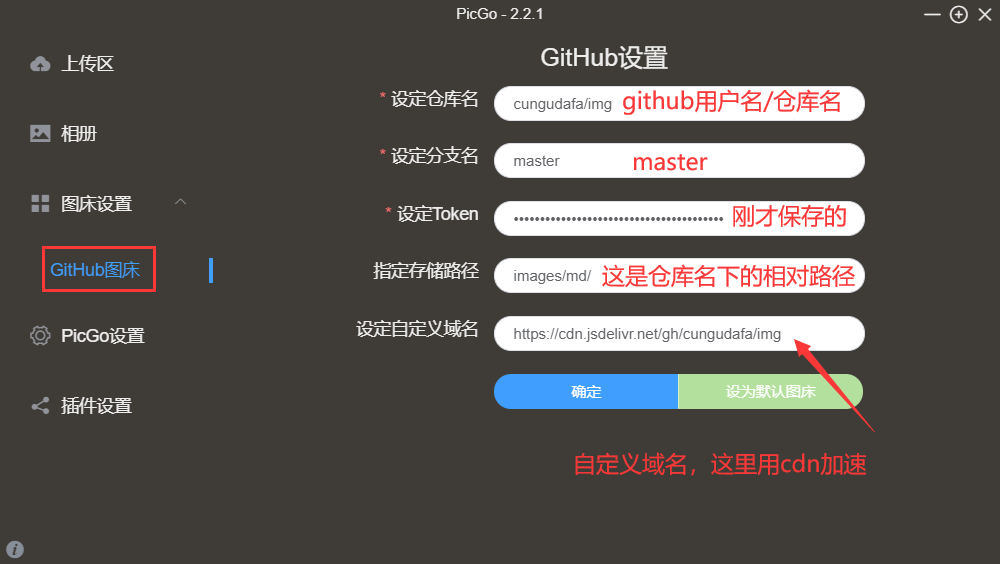 PicGo - 2.2.1
上传区
相册
图床设置
GitHub图床
PicGo设置
插件设置
GitHub设置
* 设定仓库名 cungudafa/img github用户名/仓库名
* 设定分支名 master master
* 设定Token 刚才保存的
指定存储路径 images/md/ 这是仓库名下的相对路径
设定自定义域名 https://cdn.jsdelivr.net/gh/cungudafa/img
确定 设为默认图床
自定义域名，这里用cdn加速